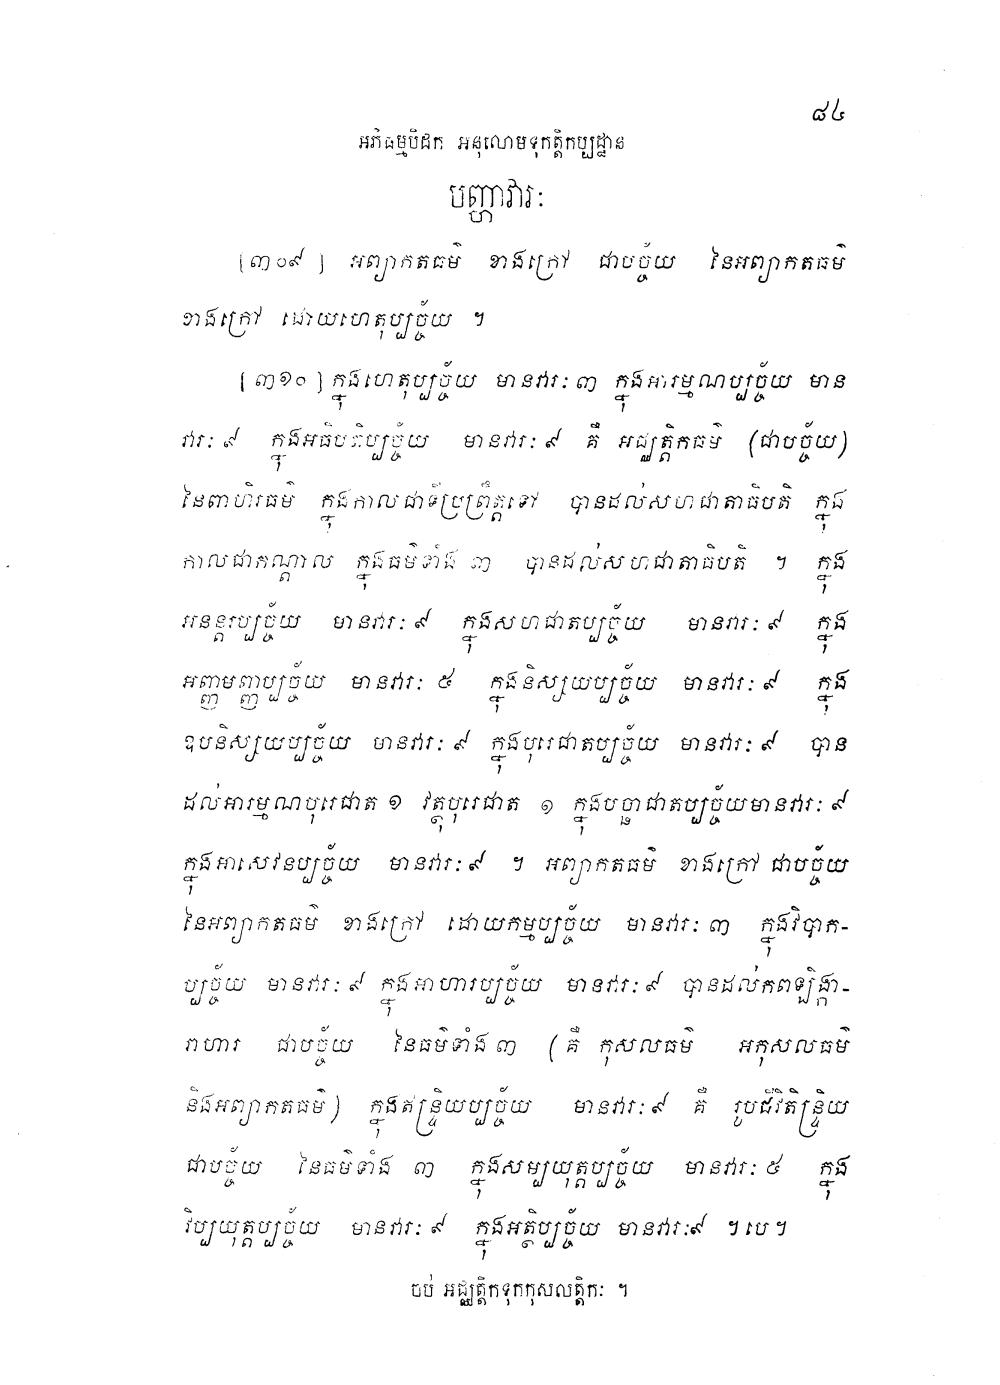 ៨៤
អភិធម្មបិដក អនុលោមទុកត្តិកប្បដ្ឋាន
បញ្ហាវារៈ
[៣០៩] អព្យាកតធម៌ ខាងក្រៅ ជាបច្ច័យ នៃអព្យាកតធម៌
ខាងក្រៅ ដោយហេតុប្បច្ច័យ ។
[៣១០] ក្នុងហេតុប្បច្ច័យ មានវារៈ ៣ ក្នុងអារម្មណប្បច្ច័យ មាន
វារៈ ៩ ក្នុងអធិបតិប្បច្ច័យ មានវារៈ ៩ គឺ អជ្ឈត្តិកធម៌ (ជាបច្ច័យ)
នៃពាហិរធម៌ ក្នុងកាលជាទីប្រព្រឹត្តទៅ បានដល់សហជាតាធិបតិ ក្នុង
កាលជាកណ្តាល ក្នុងធម៌ទាំង ៣ បានដល់សហជាតាធិបតិ ។ ក្នុង
អនន្តរប្បច្ច័យ មានវារៈ ៩ ក្នុងសហជាតប្បច្ច័យ មានវារៈ ៩ ក្នុង
អញ្ញមញ្ញប្បច្ច័យ មានវារៈ ៥ ក្នុងនិស្សយប្បច្ច័យ មានវារៈ ៩ ក្នុង
ឧបនិស្សយប្បច្ច័យ មានវារៈ ៩ ក្នុងបុរេជាតប្បច្ច័យ មានវារៈ ៩ បាន
ដល់អារម្មណបុរេជាត ១ វត្ថុបុរេជាត ១ ក្នុងបច្ឆាជាតប្បច្ច័យមានវារៈ ៩
ក្នុងអាសេវនប្បច្ច័យ មានវារៈ ៩ ។ អព្យាកតធម៌ ខាងក្រៅ ជាបច្ច័យ
នៃអព្យាកតធម៌ ខាងក្រៅ ដោយកម្មប្បច្ច័យ មានវារៈ ៣ ក្នុងវិបាក-
ប្បច្ច័យ មានវារៈ ៩ ក្នុងអាហារប្បច្ច័យ មានវារៈ ៩ បានដល់កពឡិង្ការ-
រាហារ ជាបច្ច័យ នៃធម៌ទាំង ៣ (គឺ កុសលធម៌ អកុសលធម៌
និងអព្យាកតធម៌) ក្នុងឥន្ទ្រិយប្បច្ច័យ មានវារៈ ៩ គឺ រូបជីវិតិន្ទ្រិយ
ជាបច្ច័យ នៃធម៌ទាំង ៣ ក្នុងសម្បយុត្តប្បច្ច័យ មានវារៈ ៥ ក្នុង
វិប្បយុត្តប្បច្ច័យ មានវារៈ ៩ ក្នុងអត្ថិប្បច្ច័យ មានវារៈ៩ ។បេ។
ចប់ អជ្ឈត្តិកទុកកុសលត្តិកៈ ។